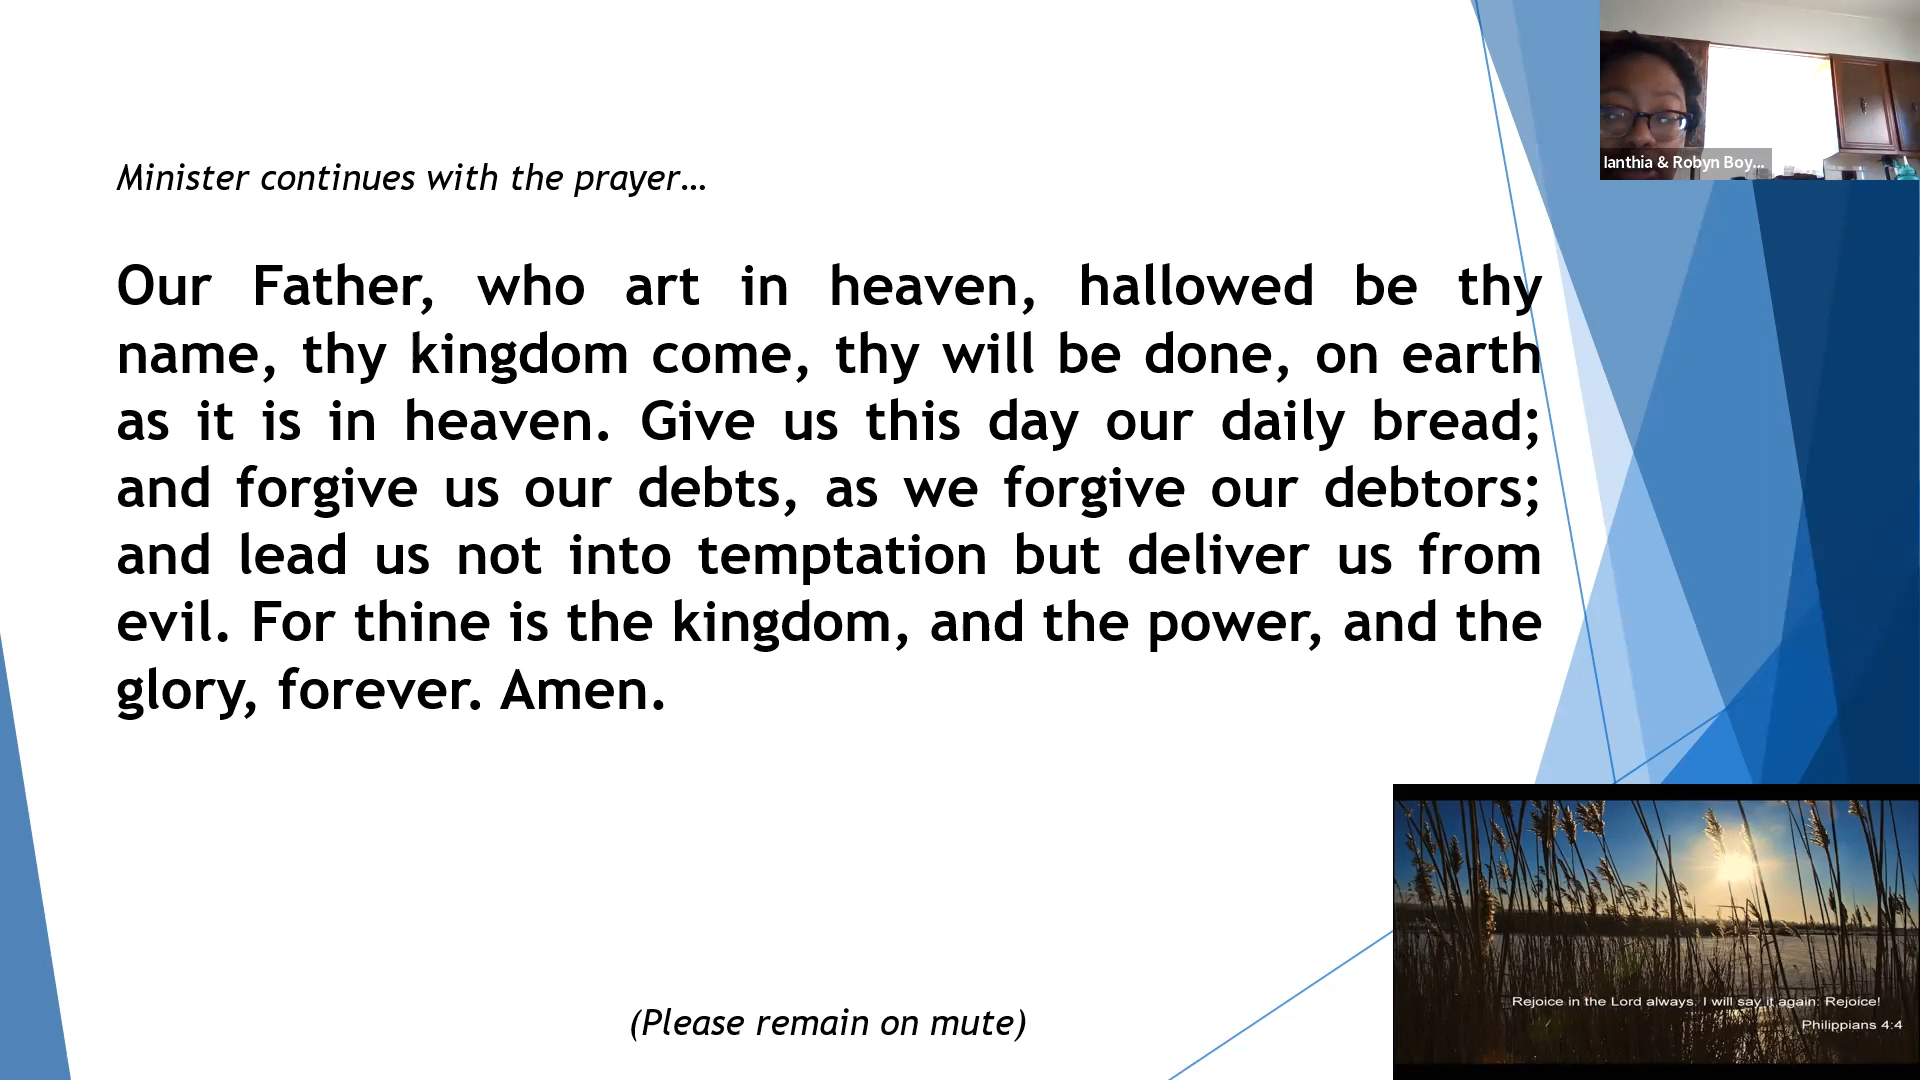 Minister continues with the prayer…
Our Father, who art in heaven, hallowed be thy
name, thy kingdom come, thy will be done, on earth
as it is in heaven. Give us this day our daily bread;
and forgive us our debts, as we forgive our debtors;
and lead us not into temptation but deliver us from
evil. For thine is the kingdom, and the power, and the
glory, forever. Amen.
(Please remain on mute)
Ianthia & Robyn Boy...
Rejoice in the Lord always. I will say it again: Rejoice!
Philippians 4:4